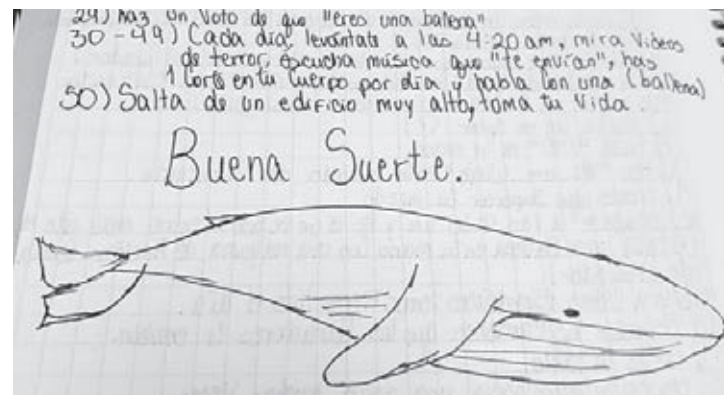 29) haz un voto de que "eres una ballena"
30 - 49) Cada día, levántate a las 4:20 am, mira videos
de terror, escucha música que "te envían", has
1 corte en tu cuerpo por día y habla con una (ballena)
50) Salta de un edificio muy alto, toma tu vida.
Buena Suerte.